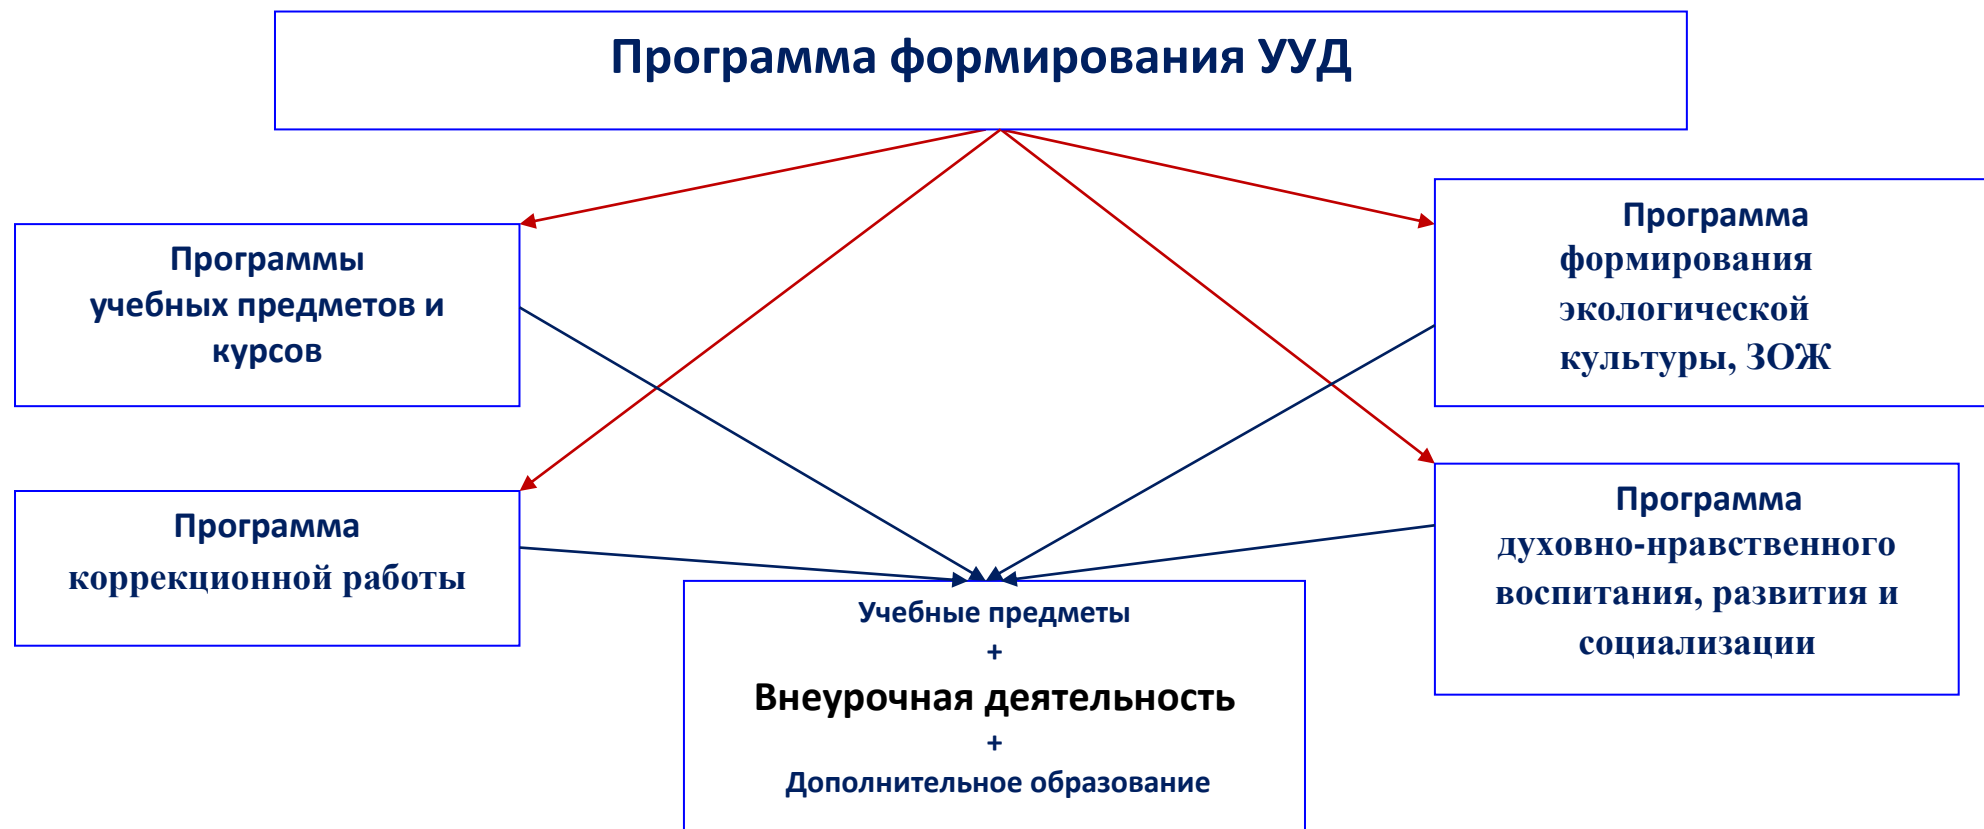 Программа формирования УУД
Программы
учебных предметов и
курсов
Программа
формирования
экологической
культуры, ЗОЖ
Программа
коррекционной работы
Программа
духовно-нравственного
воспитания, развития и
социализации
Учебные предметы
+
Внеурочная деятельность
+
Дополнительное образование